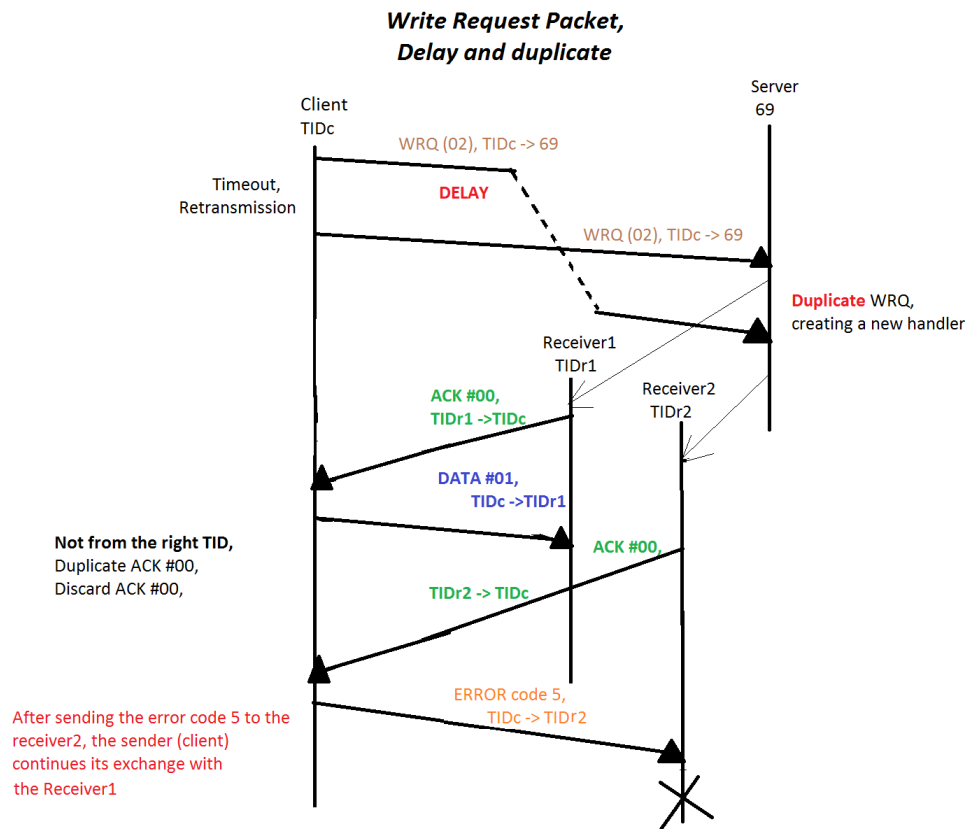 Write Request Packet,
Delay and duplicate
Server
69
Client
TIDc
WRQ (02), TIDc -> 69
Timeout,
Retransmission
DELAY
WRQ (02), TIDc -> 69
Duplicate WRQ,
creating a new handler
Receiver1
TIDr1
Receiver2
TIDr2
ACK #00,
TIDr1 ->TIDc
DATA #01,
TIDc ->TIDr1
Not from the right TID,
Duplicate ACK #00,
Discard ACK #00,
ACK #00,
TIDr2 -> TIDc
ERROR code 5,
TIDc -> TIDr2
After sending the error code 5 to the
receiver2, the sender (client)
continues its exchange with
the Receiver1